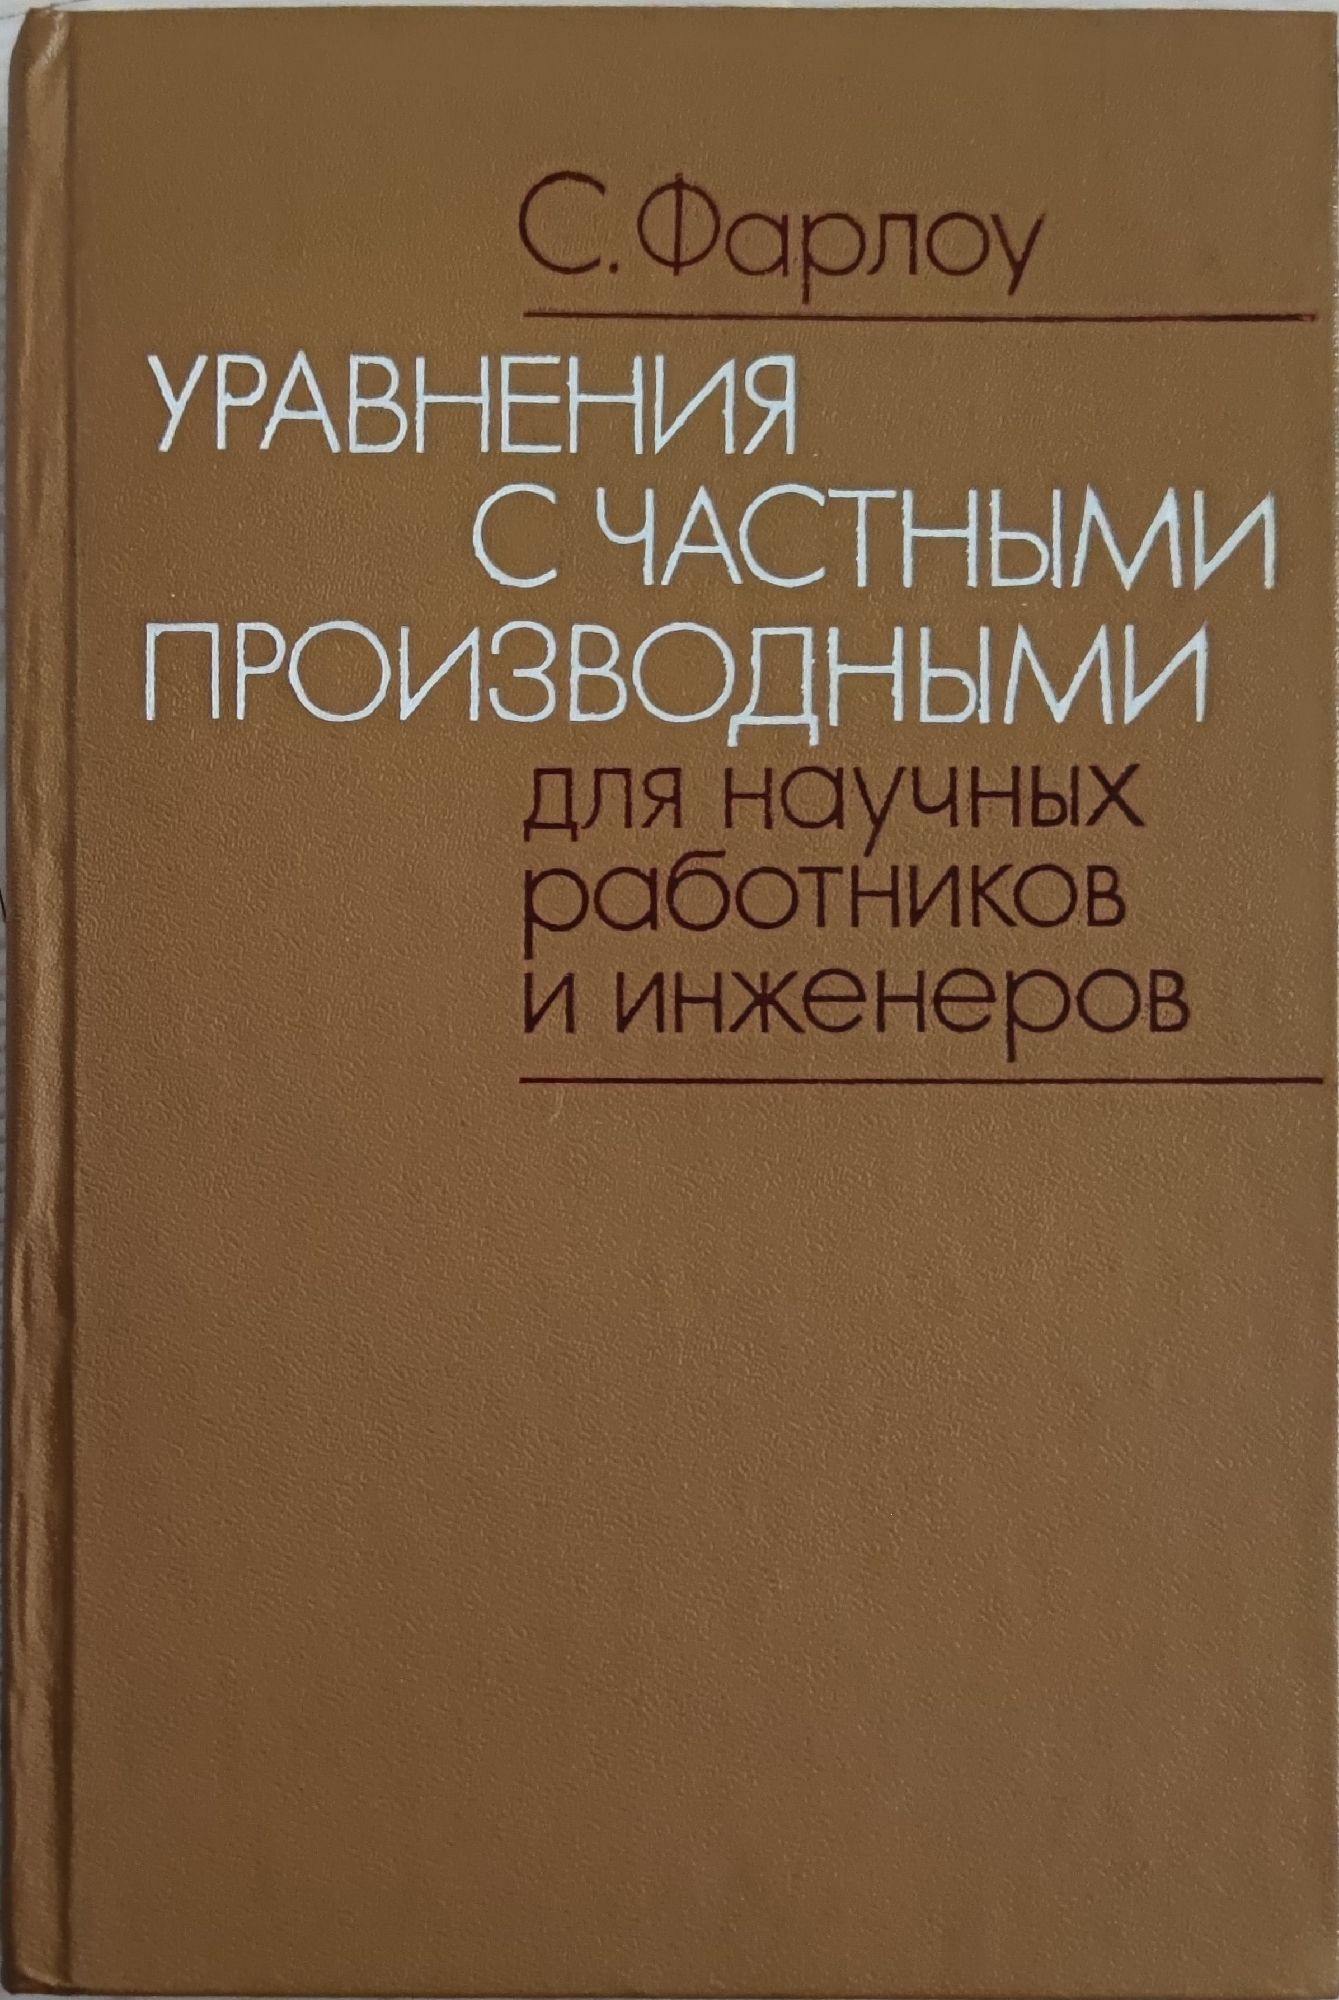 С. Фарлоу
УРАВНЕНИЯ
С ЧАСТНЫМИ
ПРОИЗВОДНЫМИ
для научных
работников
и инженеров